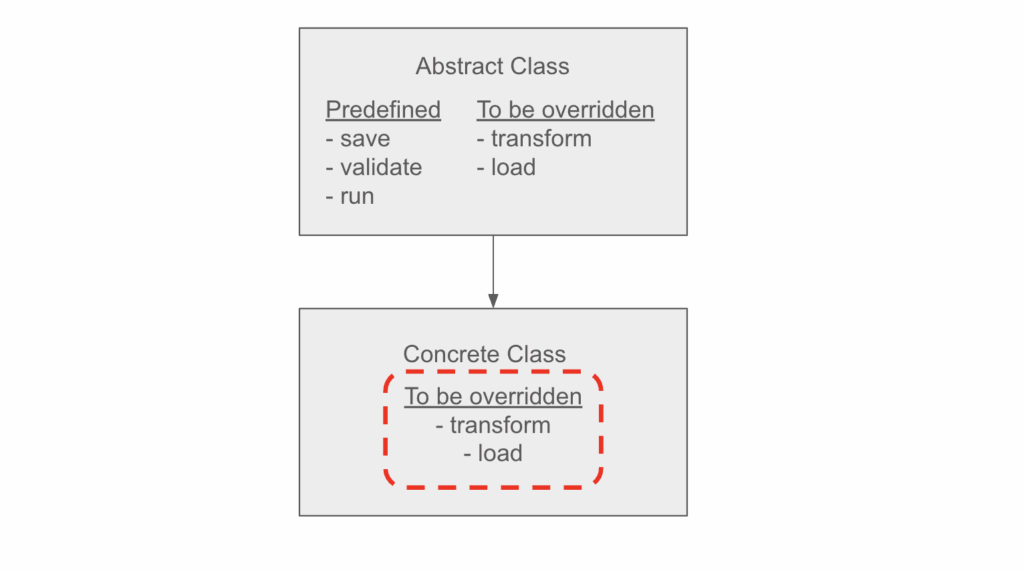 Abstract Class
Predefined
- save
- validate
- run
To be overridden
- transform
- load
Concrete Class
To be overridden
- transform
- load